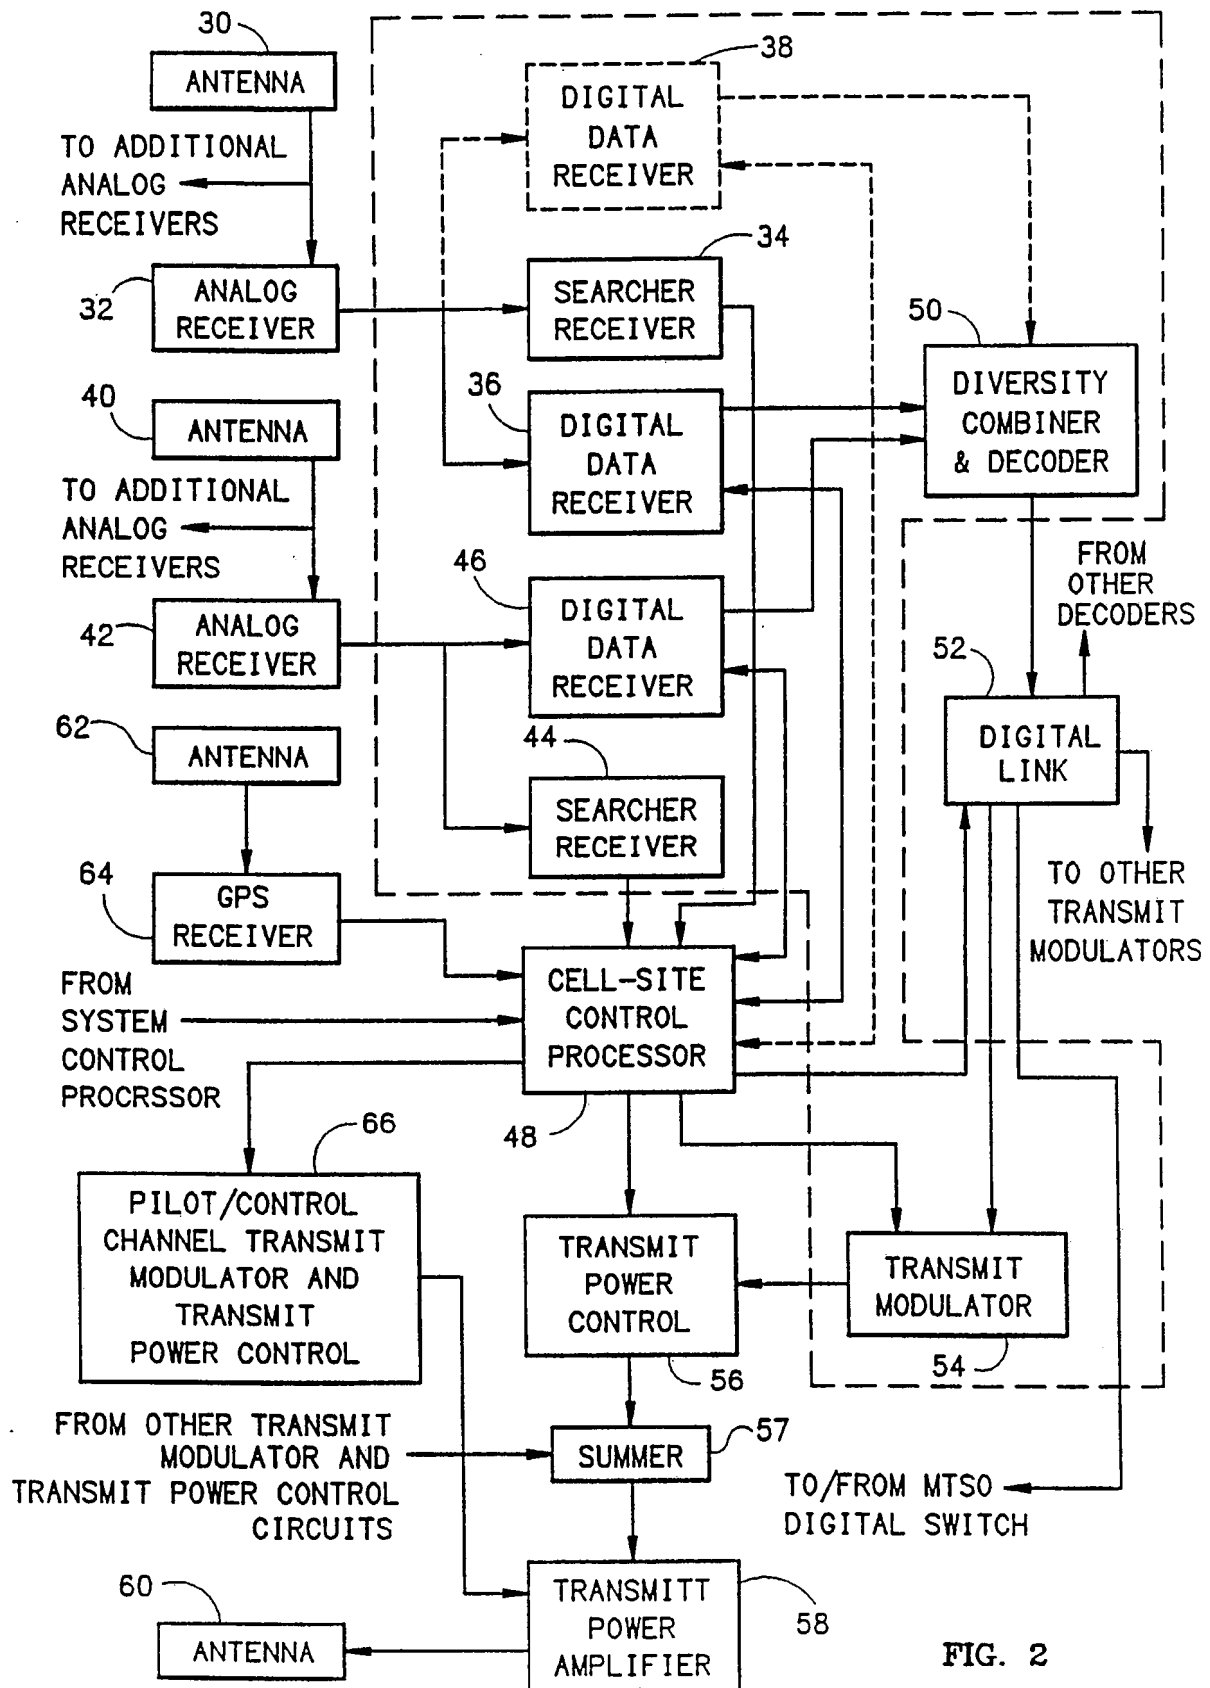 30
ANTENNA
TO ADDITIONAL
ANALOG
RECEIVERS
32
ANALOG
RECEIVER
40
ANTENNA
TO ADDITIONAL
ANALOG
RECEIVERS
42
ANALOG
RECEIVER
62
ANTENNA
64
GPS
RECEIVER
FROM
SYSTEM
CONTROL
PROCRSSOR
38
DIGITAL
DATA
RECEIVER
34
SEARCHER
RECEIVER
36
DIGITAL
DATA
RECEIVER
46
DIGITAL
DATA
RECEIVER
44
SEARCHER
RECEIVER
50
DIVERSITY
COMBINER
& DECODER
FROM
OTHER
DECODERS
52
DIGITAL
LINK
TO OTHER
TRANSMIT
MODULATORS
CELL-SITE
CONTROL
PROCESSOR
48
66
PILOT/CONTROL
CHANNEL TRANSMIT
MODULATOR AND
TRANSMIT
POWER CONTROL
TRANSMIT
POWER
CONTROL
56
TRANSMIT
MODULATOR
54
FROM OTHER TRANSMIT
MODULATOR AND
TRANSMIT POWER CONTROL
CIRCUITS
SUMMER
57
TO/FROM MTSO
DIGITAL SWITCH
60
ANTENNA
TRANSMITT
POWER
AMPLIFIER
58
FIG. 2